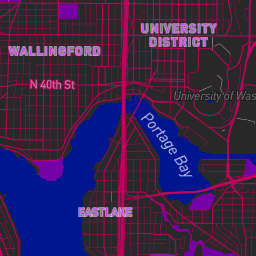 UNIVERSITY
DISTRICT
WALLINGFORD
N 40th St
University of Was
Portage Bay
EASTLAKE